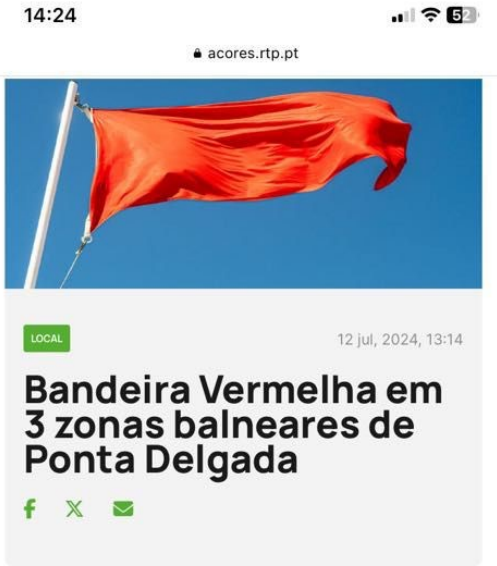 14:24
52
acores.rtp.pt
LOCAL
12 jul, 2024, 13:14
Bandeira Vermelha em
3 zonas balneares de
Ponta Delgada